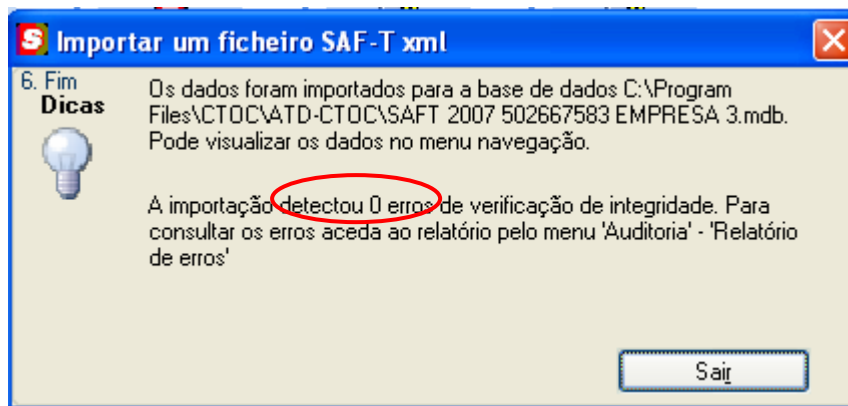 Importar um ficheiro SAF-T xml
6. Fim
Dicas
Os dados foram importados para a base de dados C:\Program
Files\CTOC\ATD-CTOC\SAFT 2007 502667583 EMPRESA 3.mdb.
Pode visualizar os dados no menu navegação.
A importação detectou 0 erros de verificação de integridade. Para
consultar os erros aceda ao relatório pelo menu 'Auditoria' - 'Relatório
de erros'
Sair